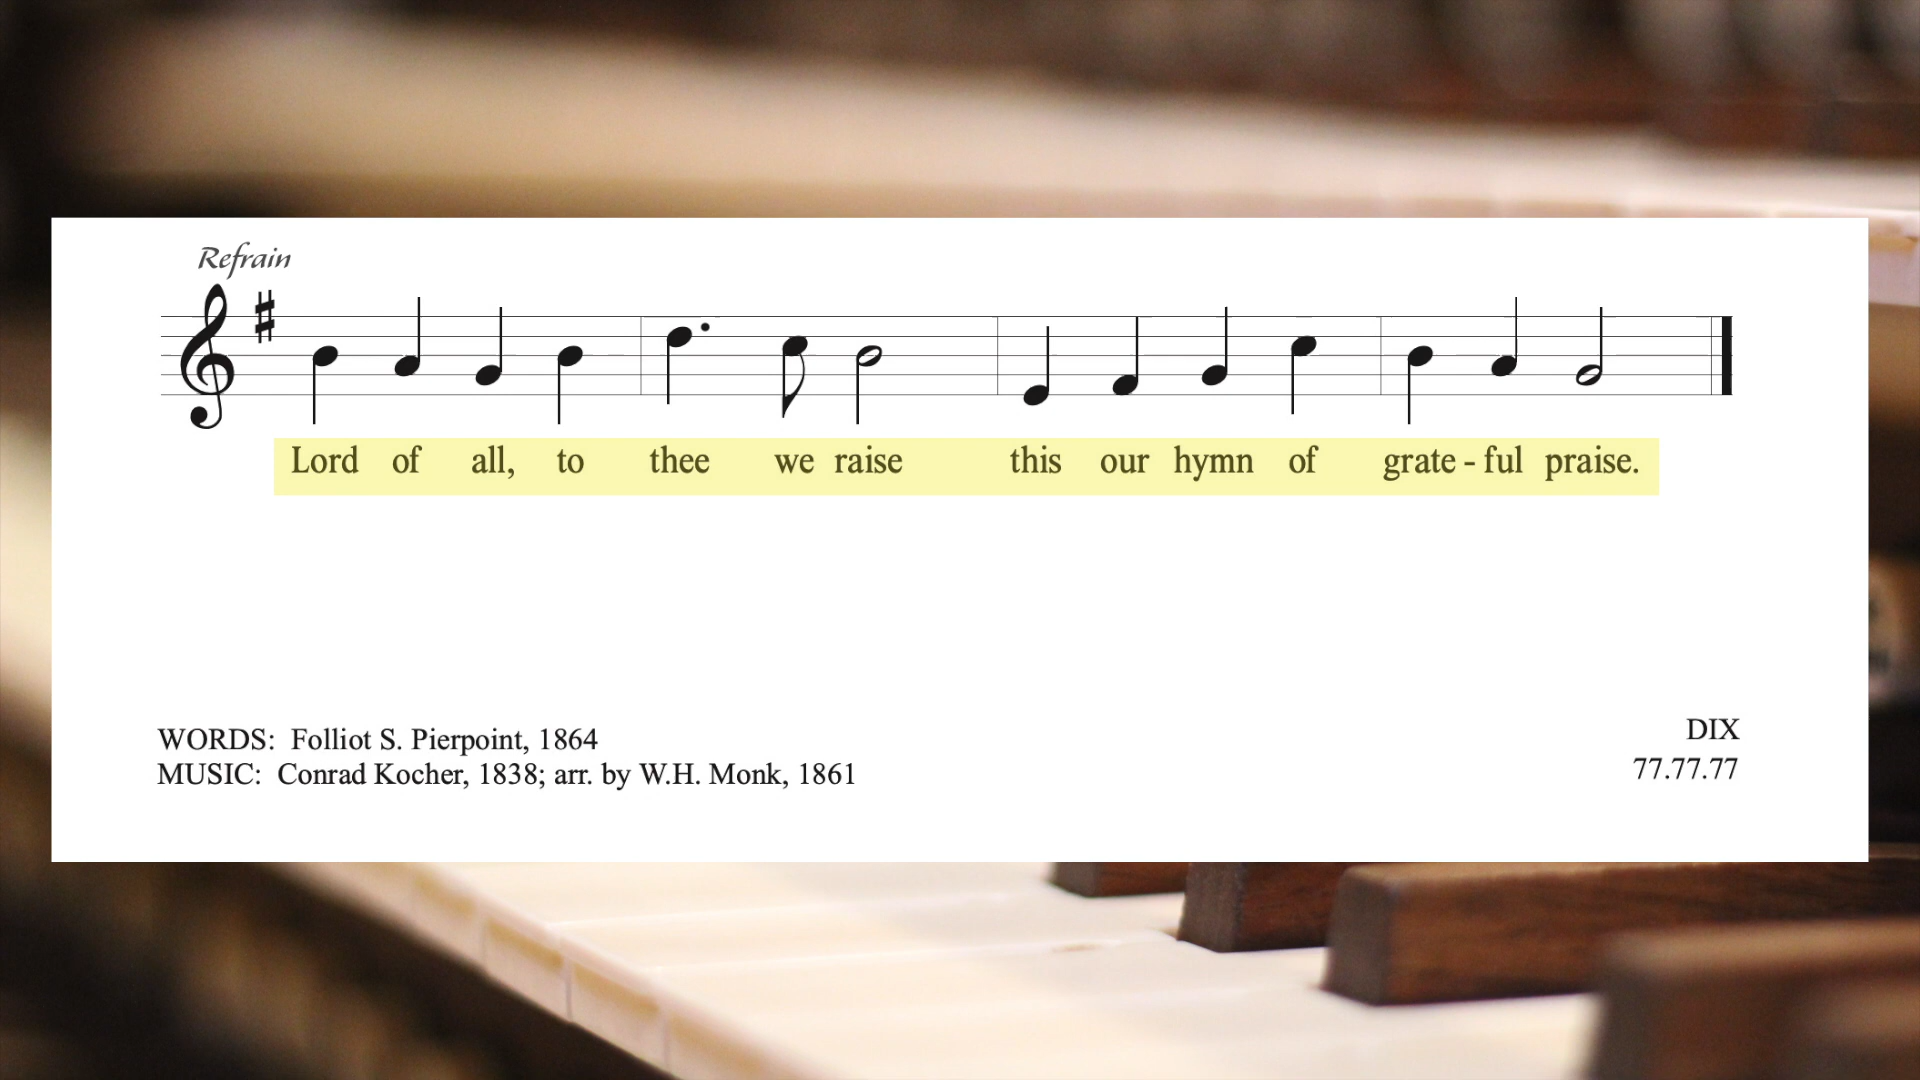 Refrain
Lord of all, to thee we raise this our hymn of grate - ful praise.
WORDS: Folliot S. Pierpoint, 1864
MUSIC: Conrad Kocher, 1838; arr. by W.H. Monk, 1861
DIX
77.77.77